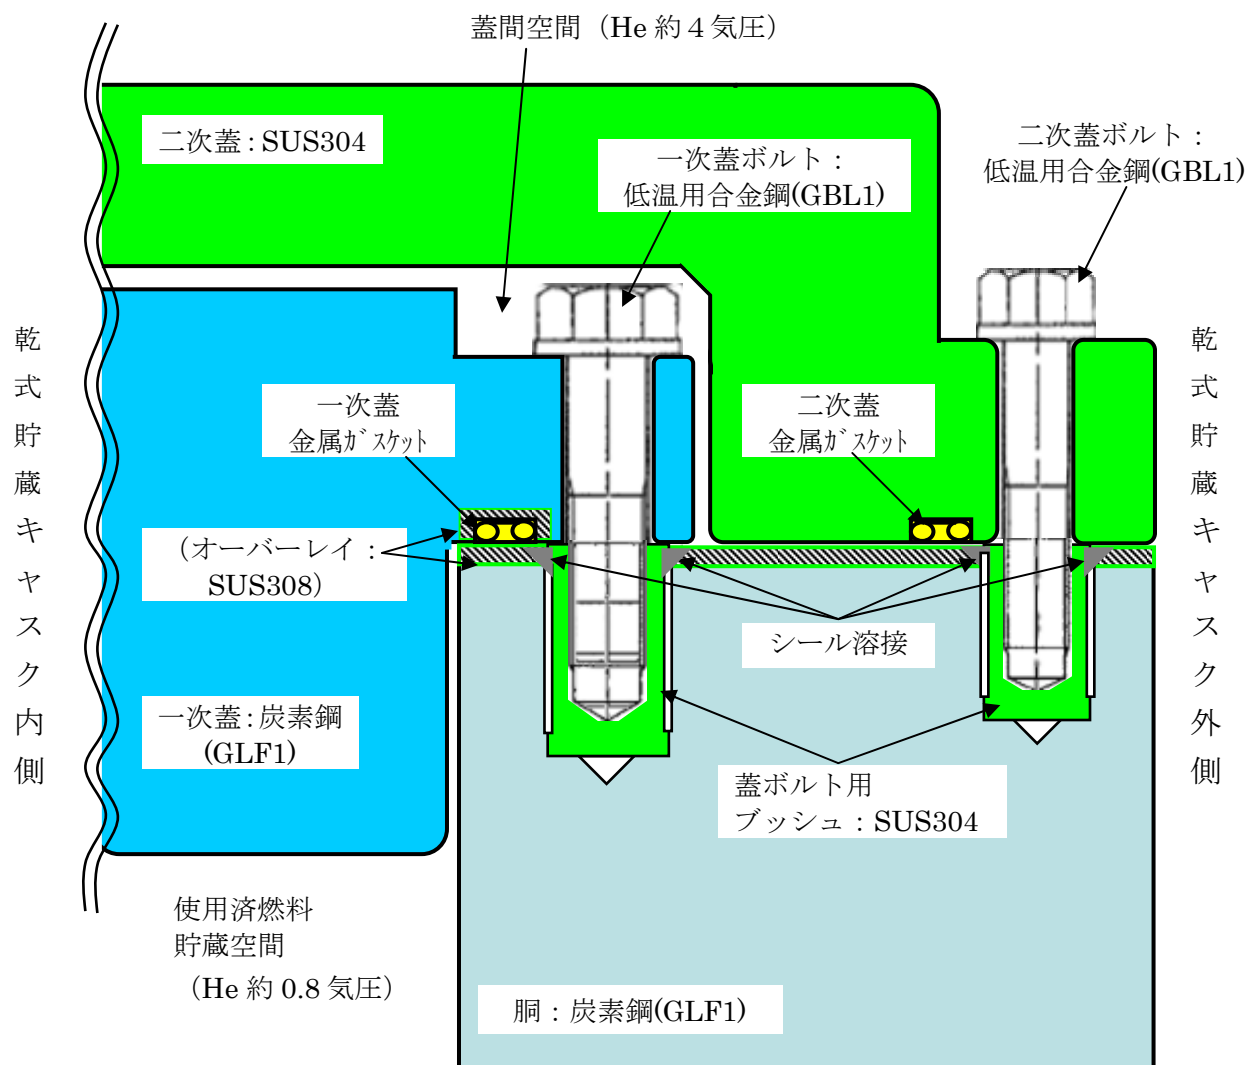 蓋間空間（He 約４気圧）
二次蓋：SUS304
一次蓋ボルト：
低温用合金鋼(GBL1)
二次蓋ボルト：
低温用合金鋼(GBL1)
乾式貯蔵キャスク内側
乾式貯蔵キャスク外側
一次蓋
金属ｶﾞｽｹｯﾄ
二次蓋
金属ｶﾞｽｹｯﾄ
（オーバーレイ：
SUS308）
シール溶接
一次蓋：炭素鋼
(GLF1)
蓋ボルト用
ブッシュ：SUS304
使用済燃料
貯蔵空間
（He 約 0.8 気圧）
胴：炭素鋼(GLF1)